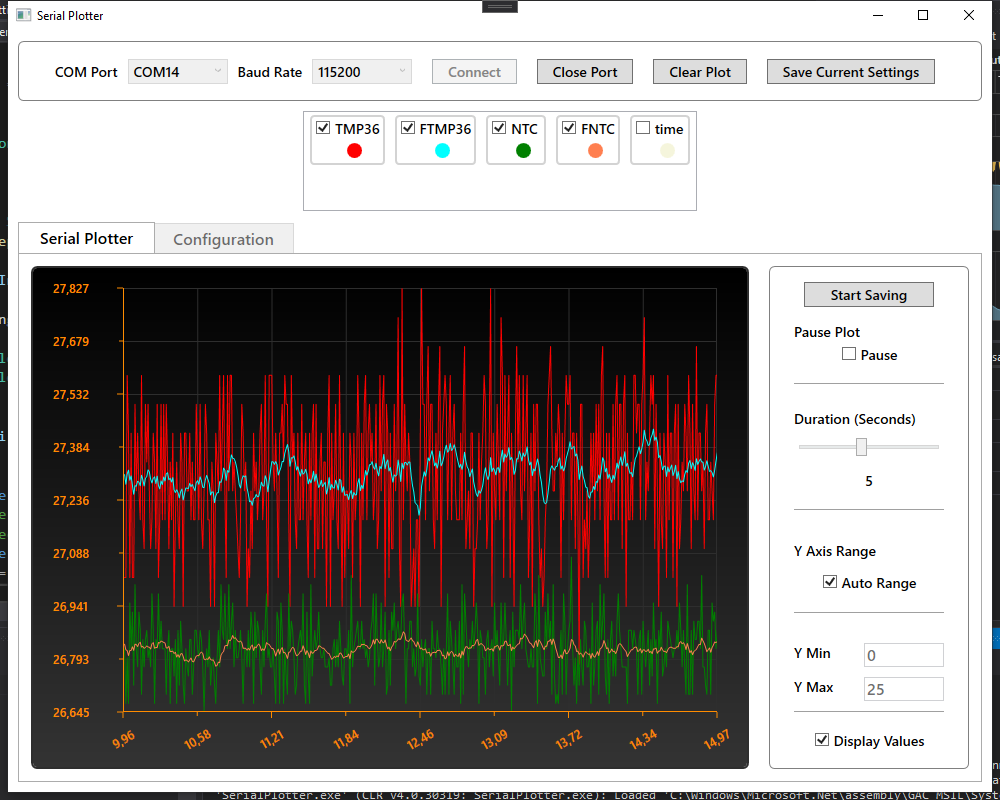 Serial Plotter
COM Port COM14 Baud Rate 115200 Connect Close Port Clear Plot Save Current Settings
TMP36 FTMP36 NTC FNTC time
Serial Plotter Configuration
27,827
27,679
27,532
27,384
27,236
27,088
26,941
26,793
26,645
9,96 10,58 11,21 11,84 12,46 13,09 13,72 14,34 14,97
Start Saving
Pause Plot
Pause
Duration (Seconds)
5
Y Axis Range
Auto Range
Y Min 0
Y Max 25
Display Values
'SerialPlotter.exe' (CLR v4.0.30319: SerialPlotter.exe): Loaded 'C:\Windows\Microsoft.Net\assembly\GAC_MSIL\Syst